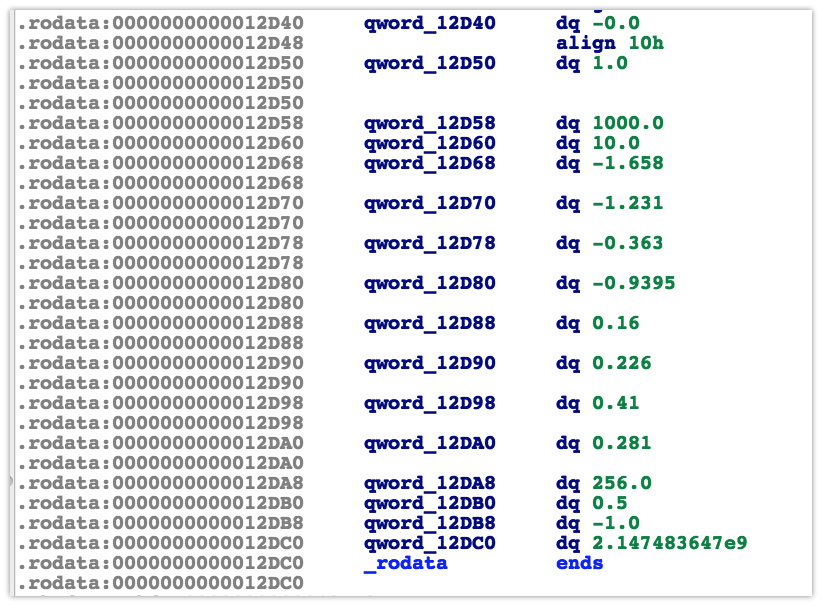 .rodata:0000000000012D40 qword_12D40 dq -0.0
.rodata:0000000000012D48 align 10h
.rodata:0000000000012D50 qword_12D50 dq 1.0
.rodata:0000000000012D50
.rodata:0000000000012D50
.rodata:0000000000012D58 qword_12D58 dq 1000.0
.rodata:0000000000012D60 qword_12D60 dq 10.0
.rodata:0000000000012D68 qword_12D68 dq -1.658
.rodata:0000000000012D68
.rodata:0000000000012D70 qword_12D70 dq -1.231
.rodata:0000000000012D70
.rodata:0000000000012D78 qword_12D78 dq -0.363
.rodata:0000000000012D78
.rodata:0000000000012D80 qword_12D80 dq -0.9395
.rodata:0000000000012D80
.rodata:0000000000012D88 qword_12D88 dq 0.16
.rodata:0000000000012D88
.rodata:0000000000012D90 qword_12D90 dq 0.226
.rodata:0000000000012D90
.rodata:0000000000012D98 qword_12D98 dq 0.41
.rodata:0000000000012D98
.rodata:0000000000012DA0 qword_12DA0 dq 0.281
.rodata:0000000000012DA0
.rodata:0000000000012DA8 qword_12DA8 dq 256.0
.rodata:0000000000012DB0 qword_12DB0 dq 0.5
.rodata:0000000000012DB8 qword_12DB8 dq -1.0
.rodata:0000000000012DC0 qword_12DC0 dq 2.147483647e9
.rodata:0000000000012DC0 _rodata ends
.rodata:0000000000012DC0